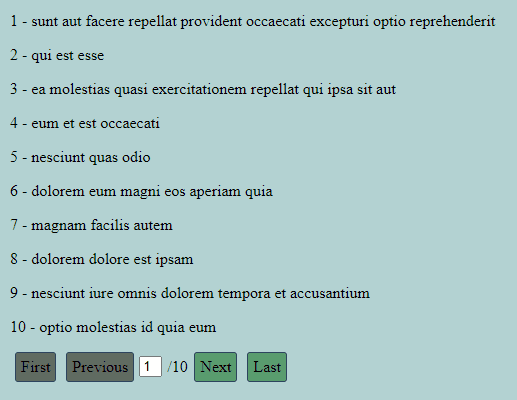 1 - sunt aut facere repellat provident occaecati excepturi optio reprehenderit
2 - qui est esse
3 - ea molestias quasi exercitationem repellat qui ipsa sit aut
4 - eum et est occaecati
5 - nesciunt quas odio
6 - dolorem eum magni eos aperiam quia
7 - magnam facilis autem
8 - dolorem dolore est ipsam
9 - nesciunt iure omnis dolorem tempora et accusantium
10 - optio molestias id quia eum
First Previous 1 /10 Next Last